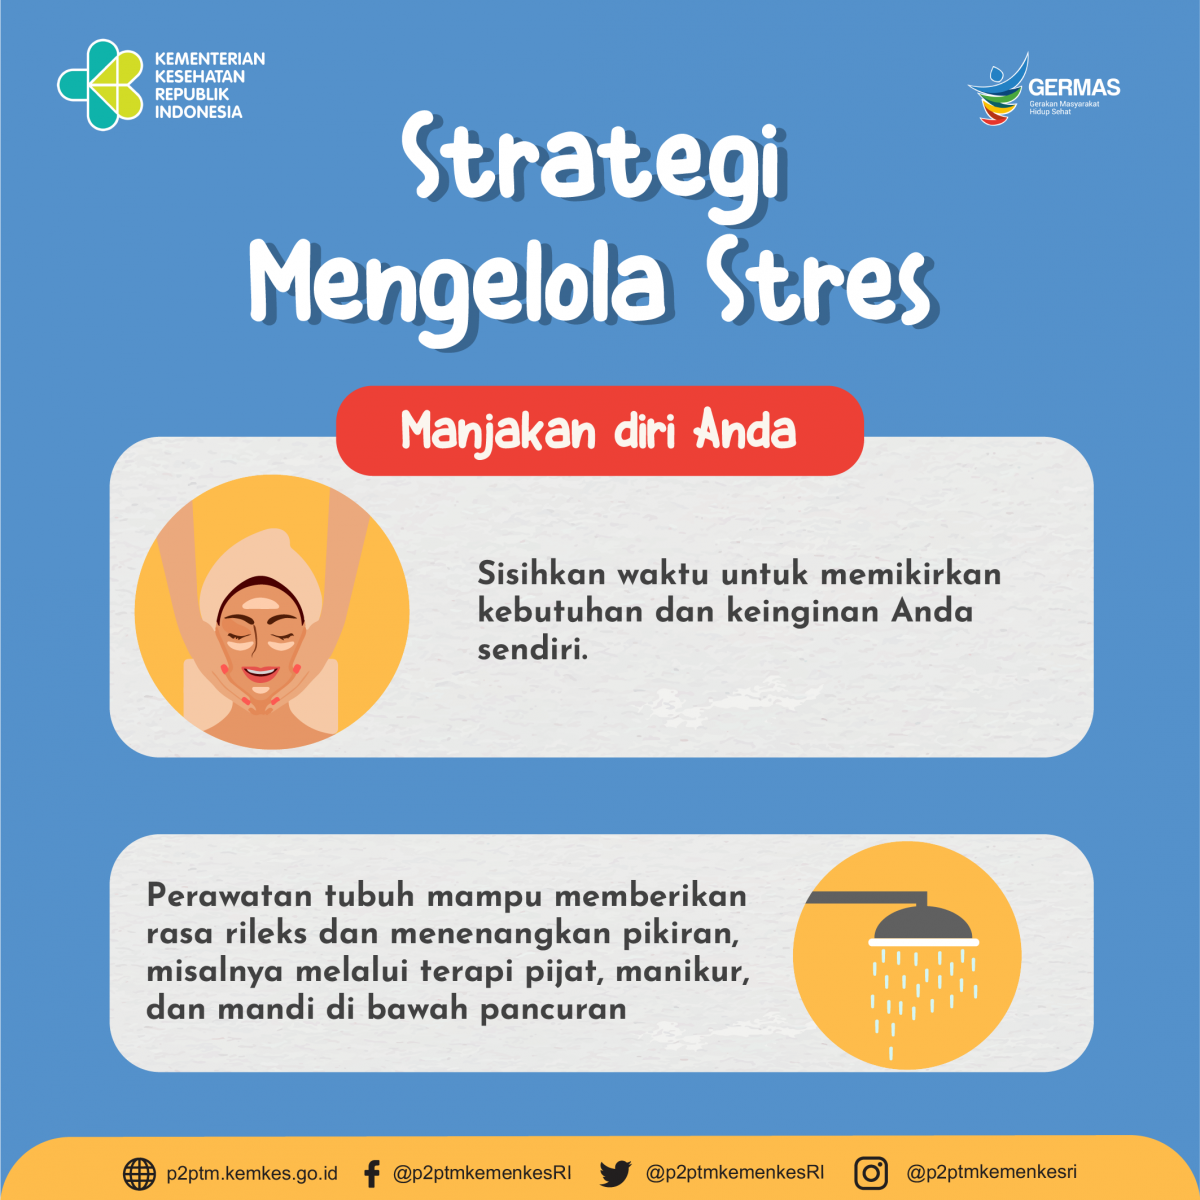 KEMENTERIAN
KESEHATAN
REPUBLIK
INDONESIA
GERMAS
Gerakan Masyarakat
Hidup Sehat
Strategi
Mengelola Stres
Manjakan diri Anda
Sisihkan waktu untuk memikirkan
kebutuhan dan keinginan Anda
sendiri.
Perawatan tubuh mampu memberikan
rasa rileks dan menenangkan pikiran,
misalnya melalui terapi pijat, manikur,
dan mandi di bawah pancuran
p2ptm.kemkes.go.id @p2ptmkemenkesRI @p2ptmkemenkesRI @p2ptmkemenkesri